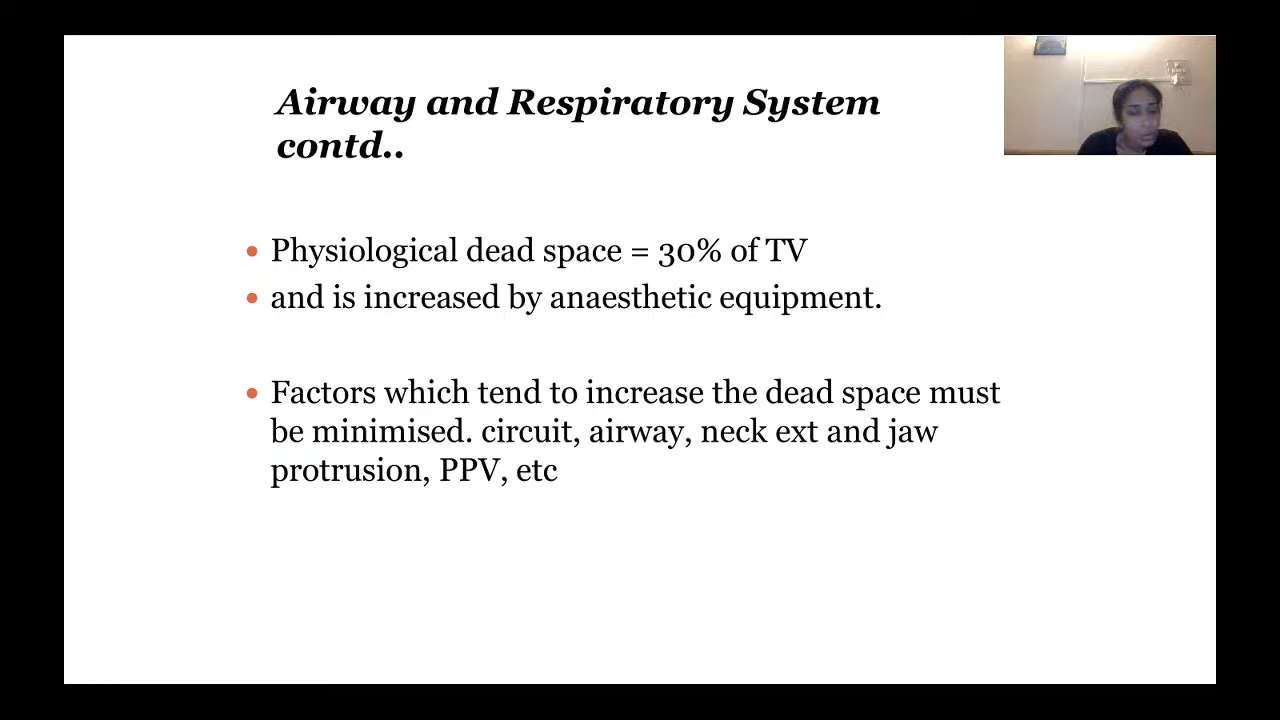 Airway and Respiratory System
contd..
• Physiological dead space = 30% of TV
• and is increased by anaesthetic equipment.
• Factors which tend to increase the dead space must
be minimised. circuit, airway, neck ext and jaw
protrusion, PPV, etc